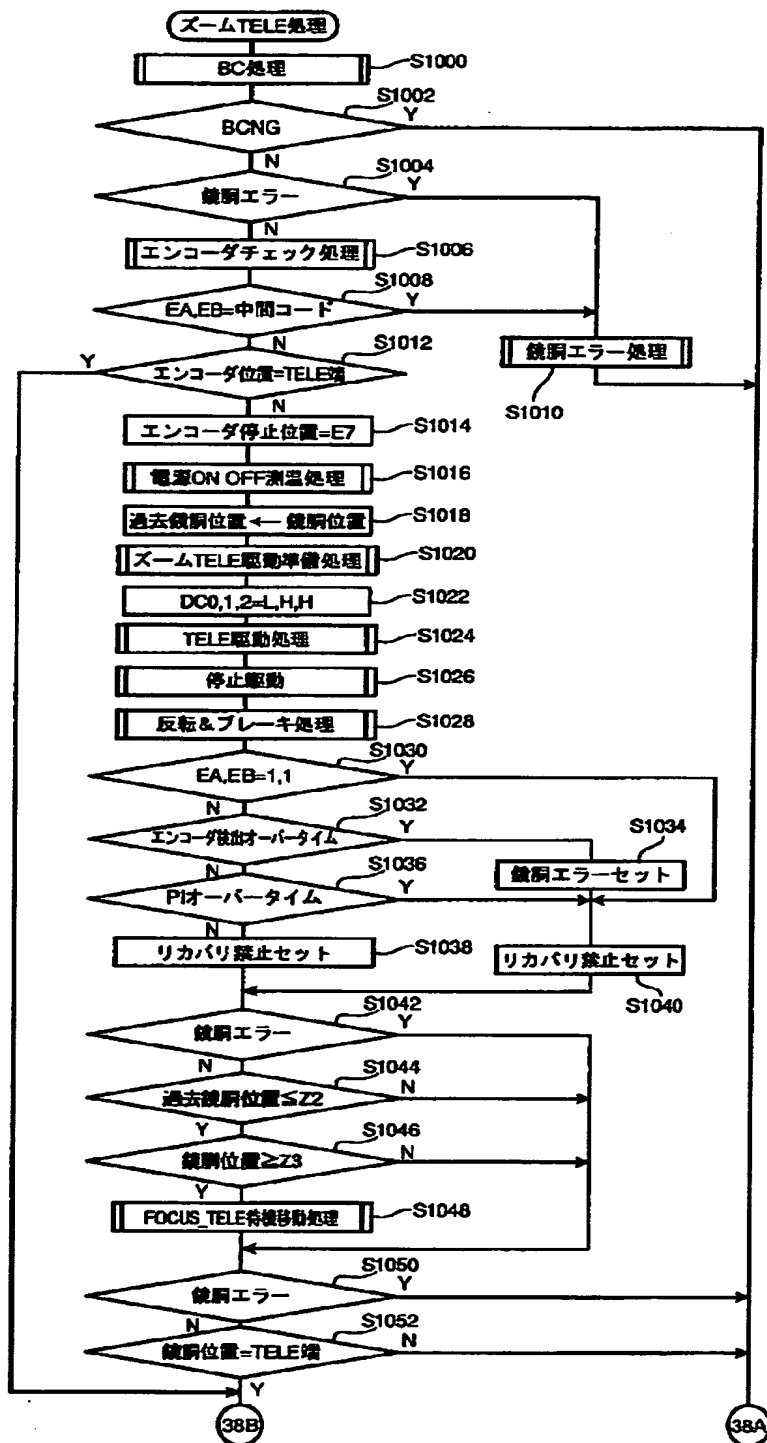 ズームTELE処理
BC処理
S1000
S1002
Y
BCNG
N
S1004
Y
鏡胴エラー
N
エンコーダチェック処理
S1006
S1008
Y
EA,EB=中間コード
N
S1012
Y
エンコーダ位置=TELE端
N
鏡胴エラー処理
S1010
エンコーダ停止位置=E7
S1014
電源ON OFF測温処理
S1016
過去鏡胴位置 ← 鏡胴位置
S1018
ズームTELE駆動準備処理
S1020
DC0,1,2=L,H,H
S1022
TELE駆動処理
S1024
停止駆動
S1026
反転&ブレーキ処理
S1028
S1030
Y
EA,EB=1,1
N
S1032
Y
エンコーダ検出オーバータイム
N
S1034
鏡胴エラーセット
S1036
Y
PIオーバータイム
N
リカバリ禁止セット
S1038
リカバリ禁止セット
S1040
S1042
Y
鏡胴エラー
N
S1044
N
過去鏡胴位置≦Z2
Y
S1046
N
鏡胴位置≧Z3
Y
FOCUS_TELE待機移動処理
S1048
S1050
Y
鏡胴エラー
N
S1052
N
鏡胴位置=TELE端
Y
38B
38A